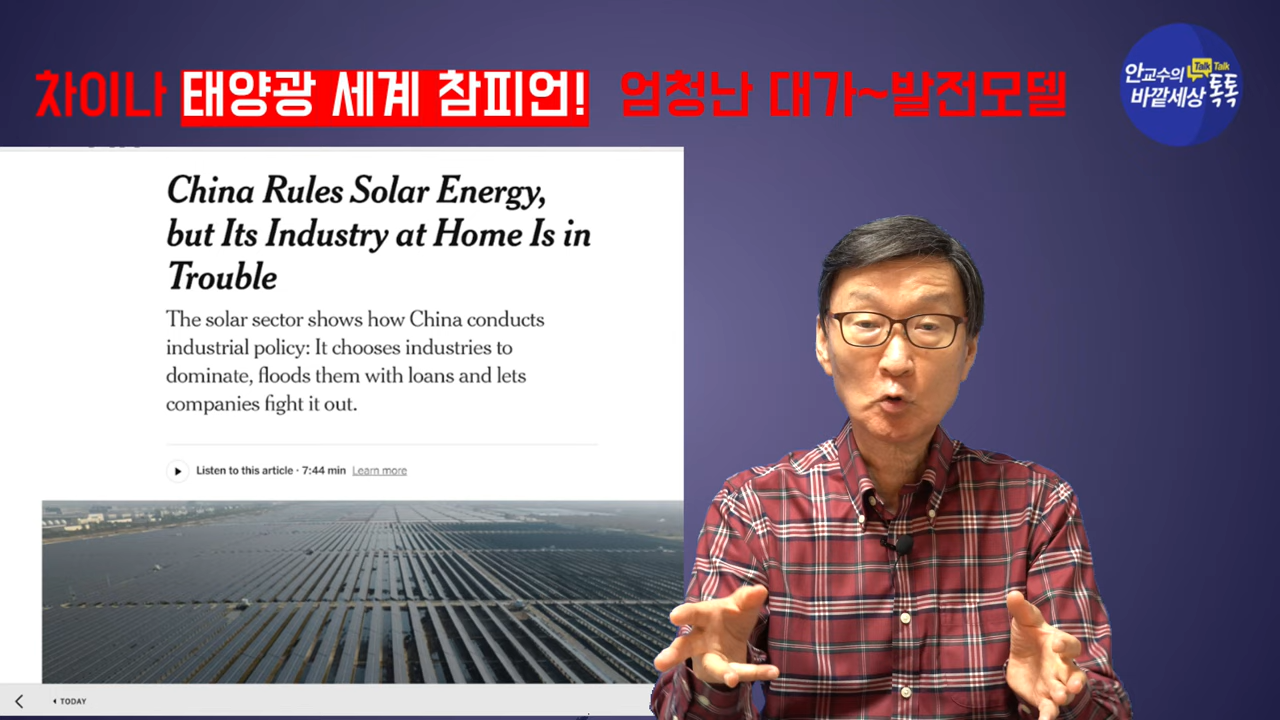 차이나 태양광 세계 참피언! 엄청난 대가~발전모델
안교수의 Talk Talk
바깥세상 톡톡
China Rules Solar Energy,
but Its Industry at Home Is in
Trouble
The solar sector shows how China conducts
industrial policy: It chooses industries to
dominate, floods them with loans and lets
companies fight it out.
Listen to this article · 7:44 min Learn more
TODAY